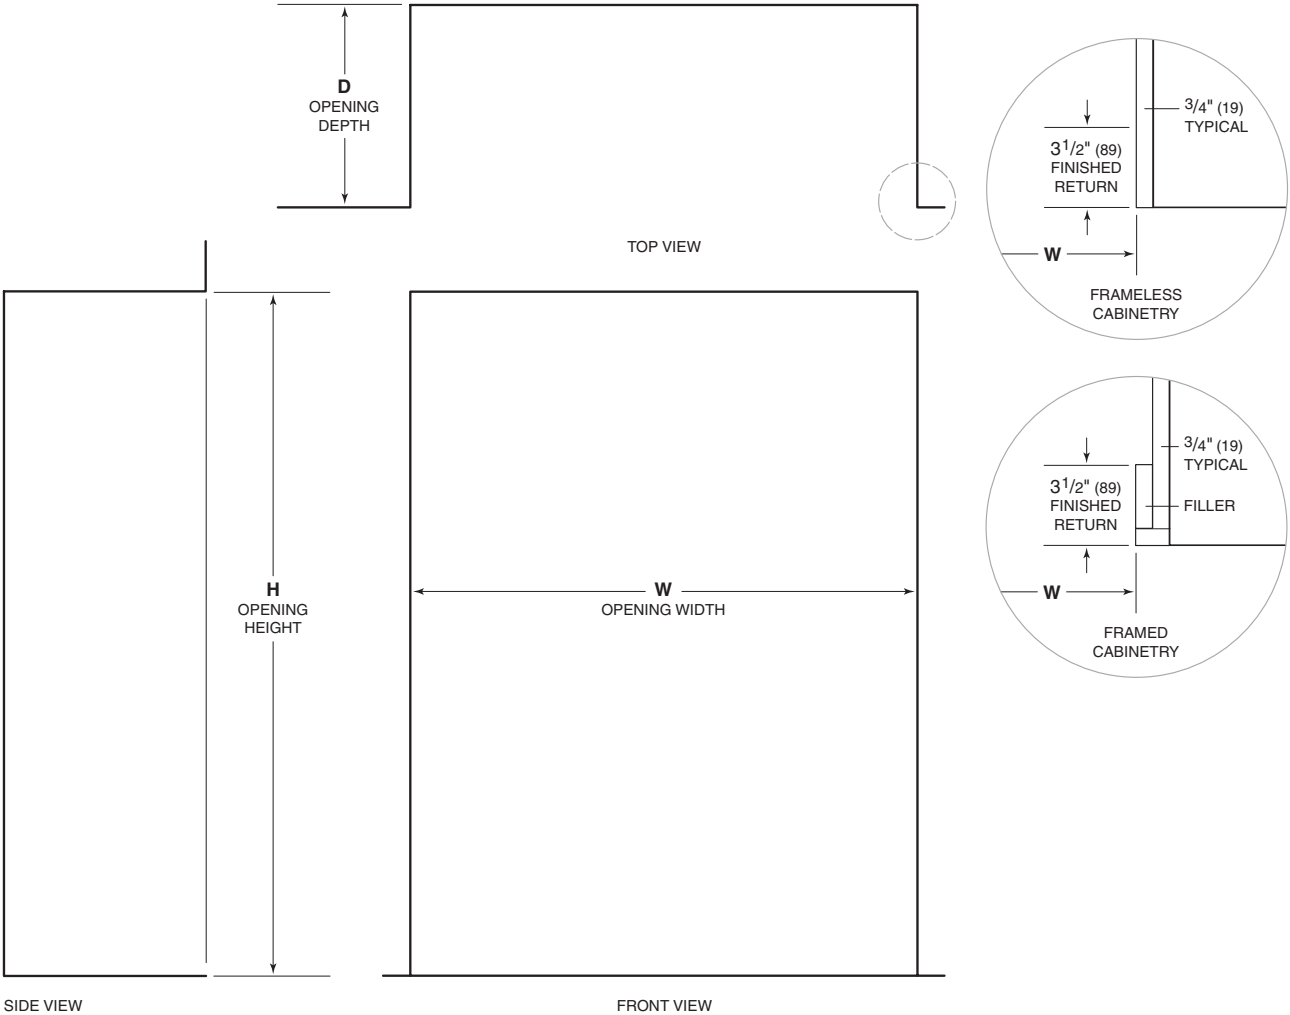 D
OPENING
DEPTH
TOP VIEW
3/4" (19)
TYPICAL
3 1/2" (89)
FINISHED
RETURN
W
FRAMELESS
CABINETRY
3/4" (19)
TYPICAL
3 1/2" (89)
FINISHED
RETURN
FILLER
W
FRAMED
CABINETRY
H
OPENING
HEIGHT
W
OPENING WIDTH
SIDE VIEW
FRONT VIEW